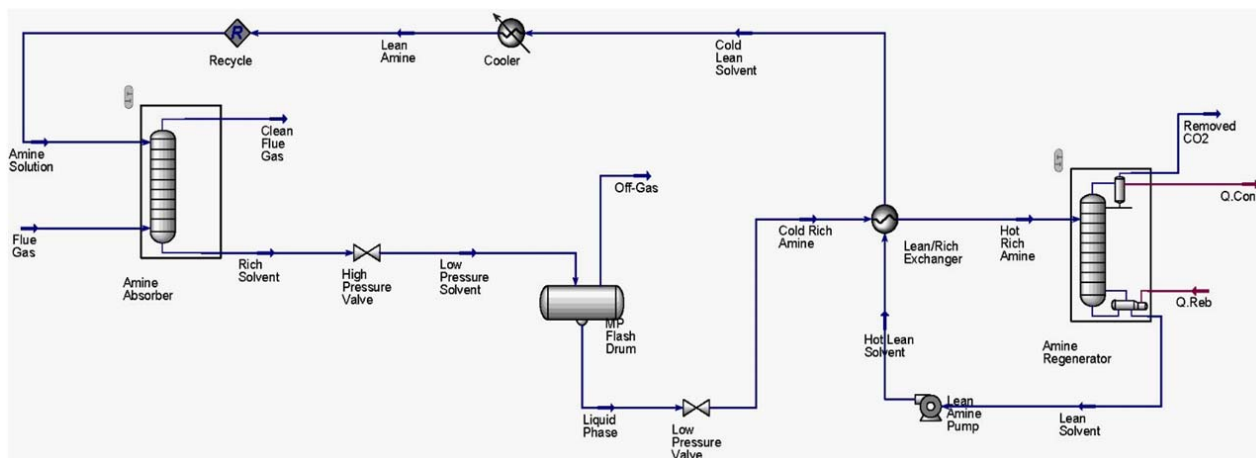 R
Recycle
Lean
Amine
Cooler
Cold
Lean
Solvent
Amine
Solution
Clean
Flue
Gas
Flue
Gas
Amine
Absorber
Rich
Solvent
High
Pressure
Valve
Low
Pressure
Solvent
Off-Gas
MP
Flash
Drum
Liquid
Phase
Low
Pressure
Valve
Cold Rich
Amine
Lean/Rich
Exchanger
Hot
Rich
Amine
Hot Lean
Solvent
Lean
Amine
Pump
Lean
Solvent
Removed
CO2
Q.Con
Q.Reb
Amine
Regenerator